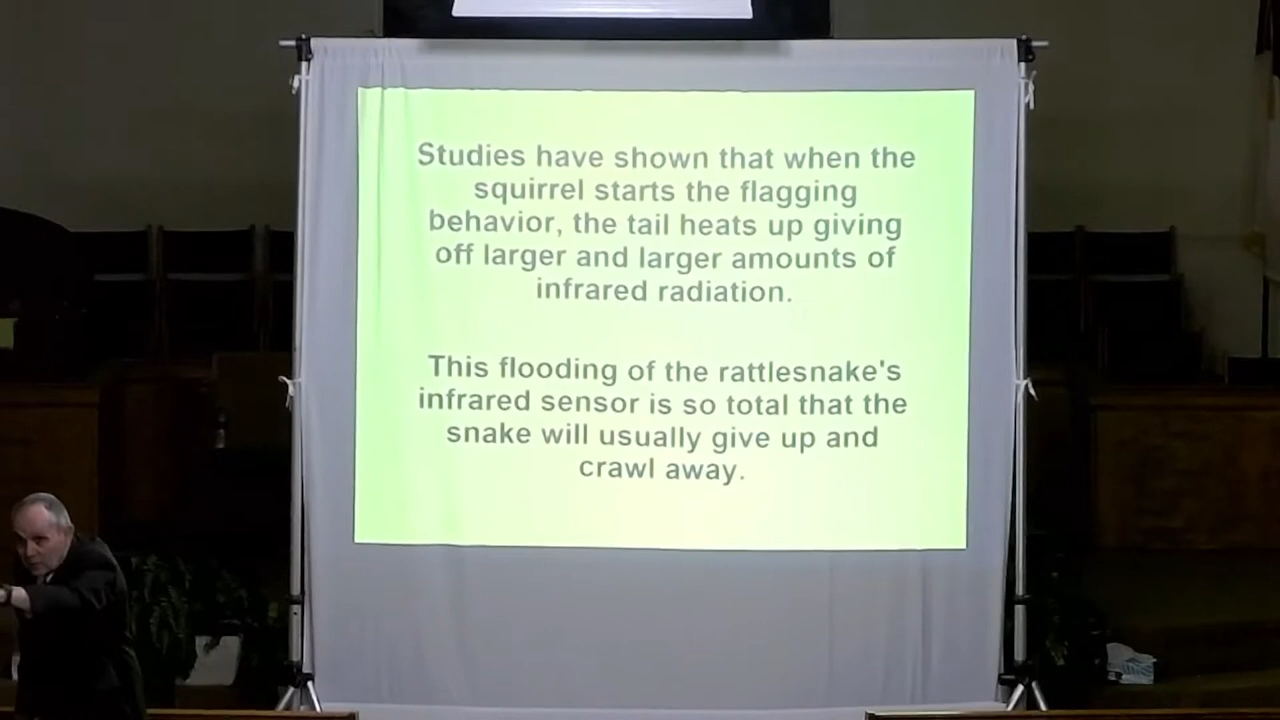 Studies have shown that when the
squirrel starts the flagging
behavior, the tail heats up giving
off larger and larger amounts of
infrared radiation.
This flooding of the rattlesnake's
infrared sensor is so total that the
snake will usually give up and
crawl away.